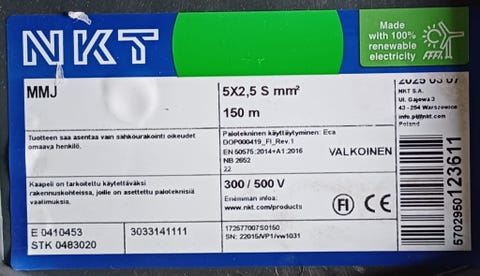 NKT
Made
with 100%
renewable
electricity
MMJ
5X2,5 S mm²
150 m
2025 03 07
NKT S.A.
Ul. Gajowa 3
43 - 254 Warszowice
info.pl@nkt.com
Poland
Tuotteen saa asentaa vain sähköurakointi oikeudet
omaava henkilö.
Palotekninen käyttäytyminen: Eca
DOP000419_FI_Rev.1
EN 50575:2014+A1:2016
NB 2652
22
VALKOINEN
Kaapeli on tarkoitettu käytettäväksi
rakennuskohteissa, joille on asettettu paloteknisiä
vaatimuksia.
300 / 500 V
Enemmän infoa:
www.nkt.com/products
FI CE
E 0410453
STK 0483020
3033141111
172577007S0150
SN: 22015/VP1/vw1031
5702950123611